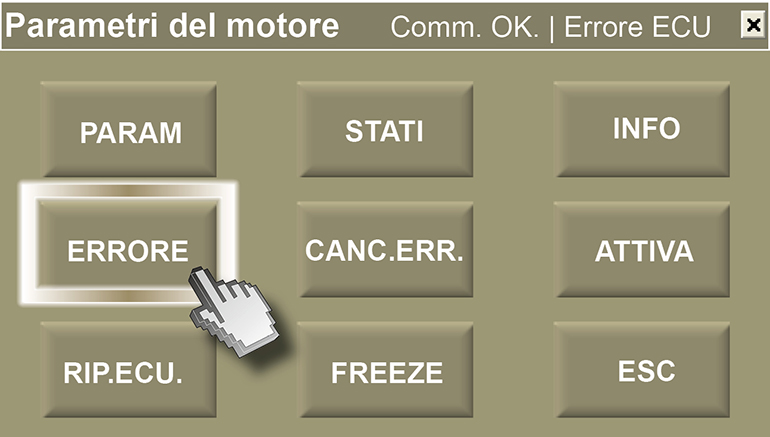 Parametri del motore Comm. OK. | Errore ECU
PARAM STATI INFO
ERRORE CANC.ERR. ATTIVA
RIP.ECU. FREEZE ESC